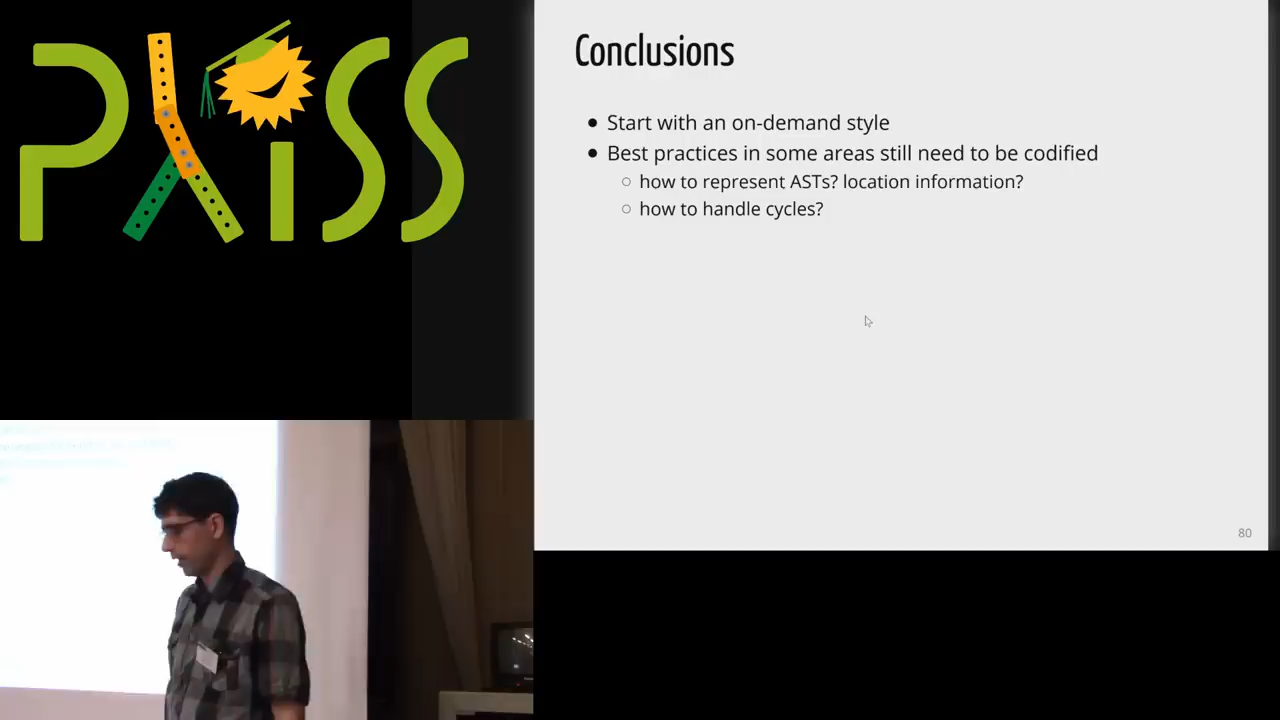 PλISS
Conclusions
● Start with an on-demand style
● Best practices in some areas still need to be codified
○ how to represent ASTs? location information?
○ how to handle cycles?
80